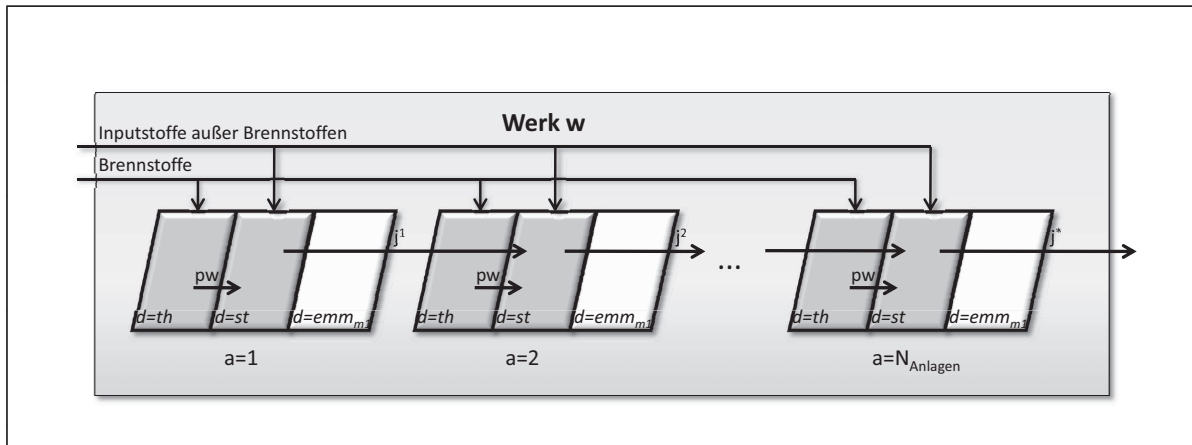 Werk w
Inputstoffe außer Brennstoffen
Brennstoffe
j¹ j² ... j*
pw pw pw
d=th d=st d=emm_m1 d=th d=st d=emm_m1 d=th d=st d=emm_m1
a=1 a=2 a=N_Anlagen